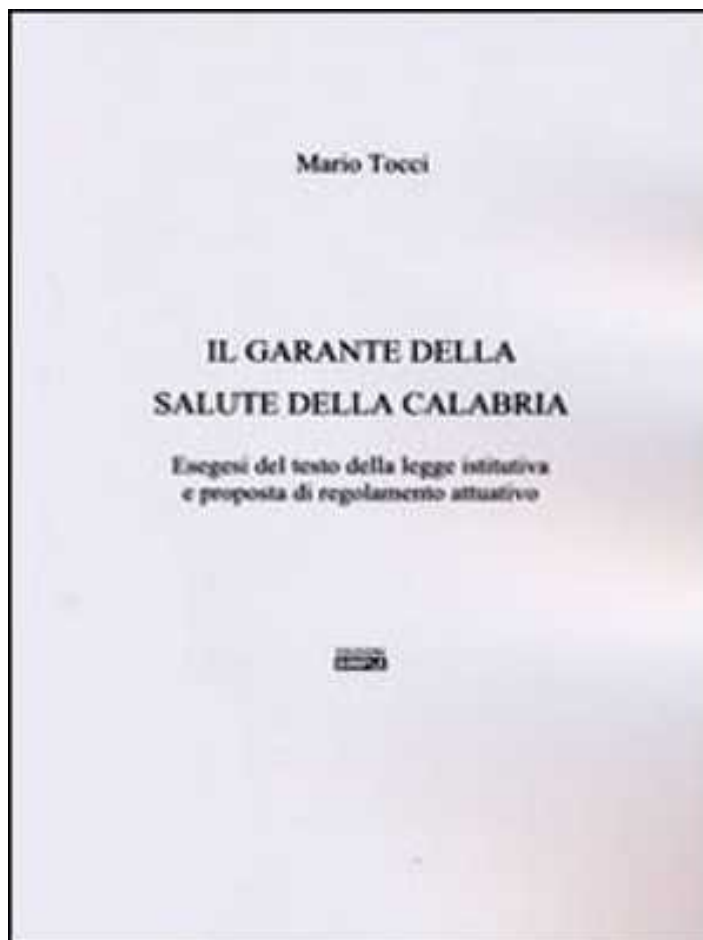 Mario Tocci
IL GARANTE DELLA
SALUTE DELLA CALABRIA
Esegesi del testo della legge istitutiva
e proposta di regolamento attuativo